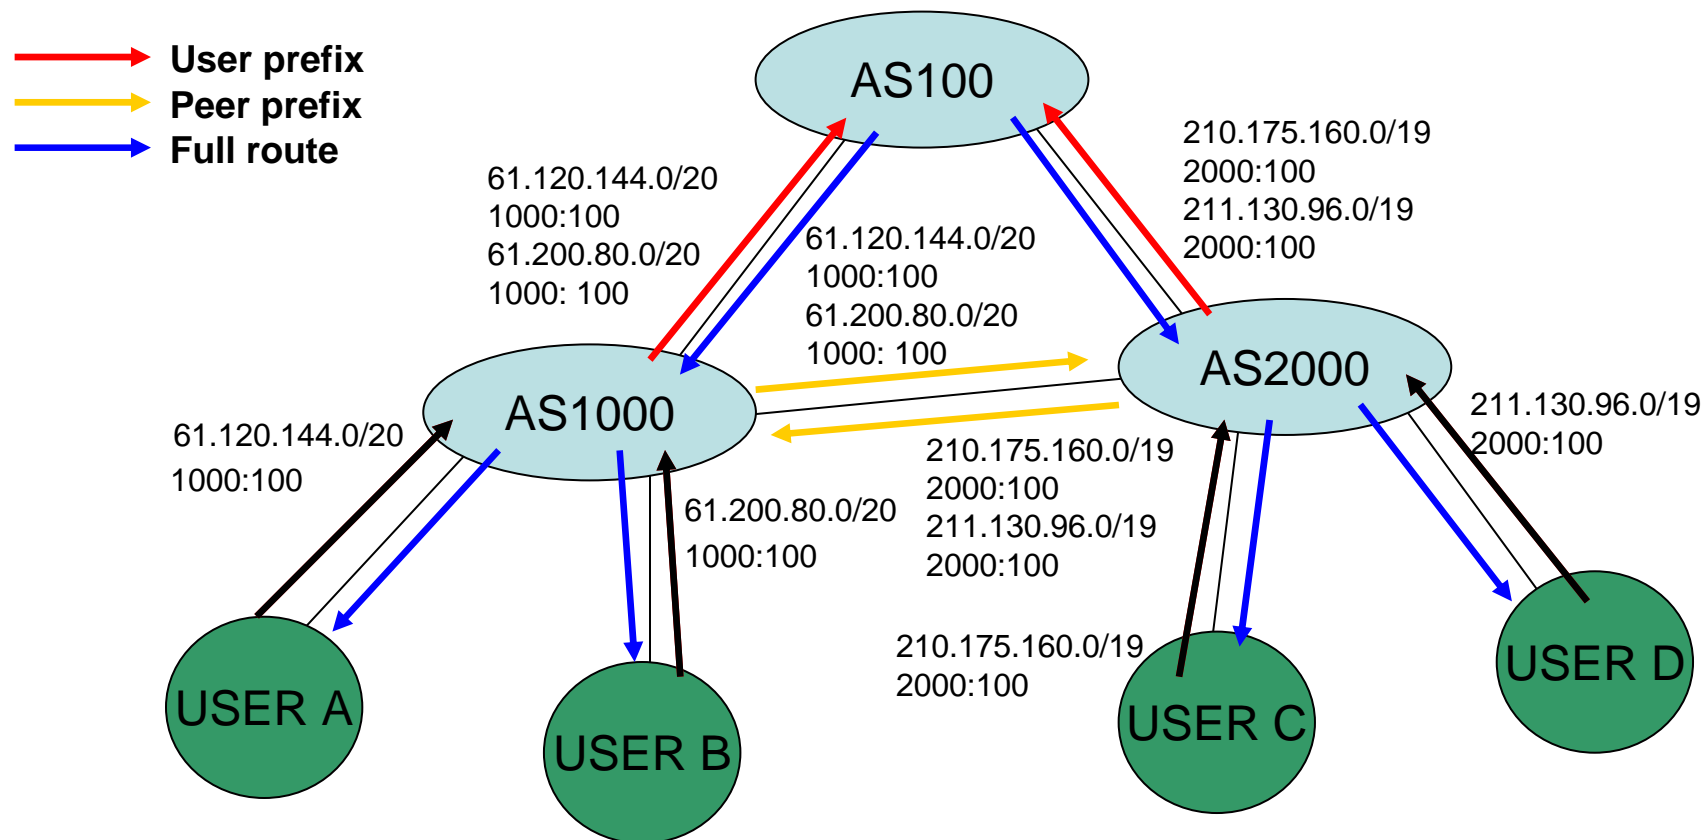 User prefix
Peer prefix
Full route
AS100
210.175.160.0/19
2000:100
211.130.96.0/19
2000:100
61.120.144.0/20
1000:100
61.200.80.0/20
1000: 100
61.120.144.0/20
1000:100
61.200.80.0/20
1000: 100
AS2000
AS1000
211.130.96.0/19
2000:100
61.120.144.0/20
1000:100
210.175.160.0/19
2000:100
211.130.96.0/19
2000:100
61.200.80.0/20
1000:100
210.175.160.0/19
2000:100
USER A
USER B
USER C
USER D